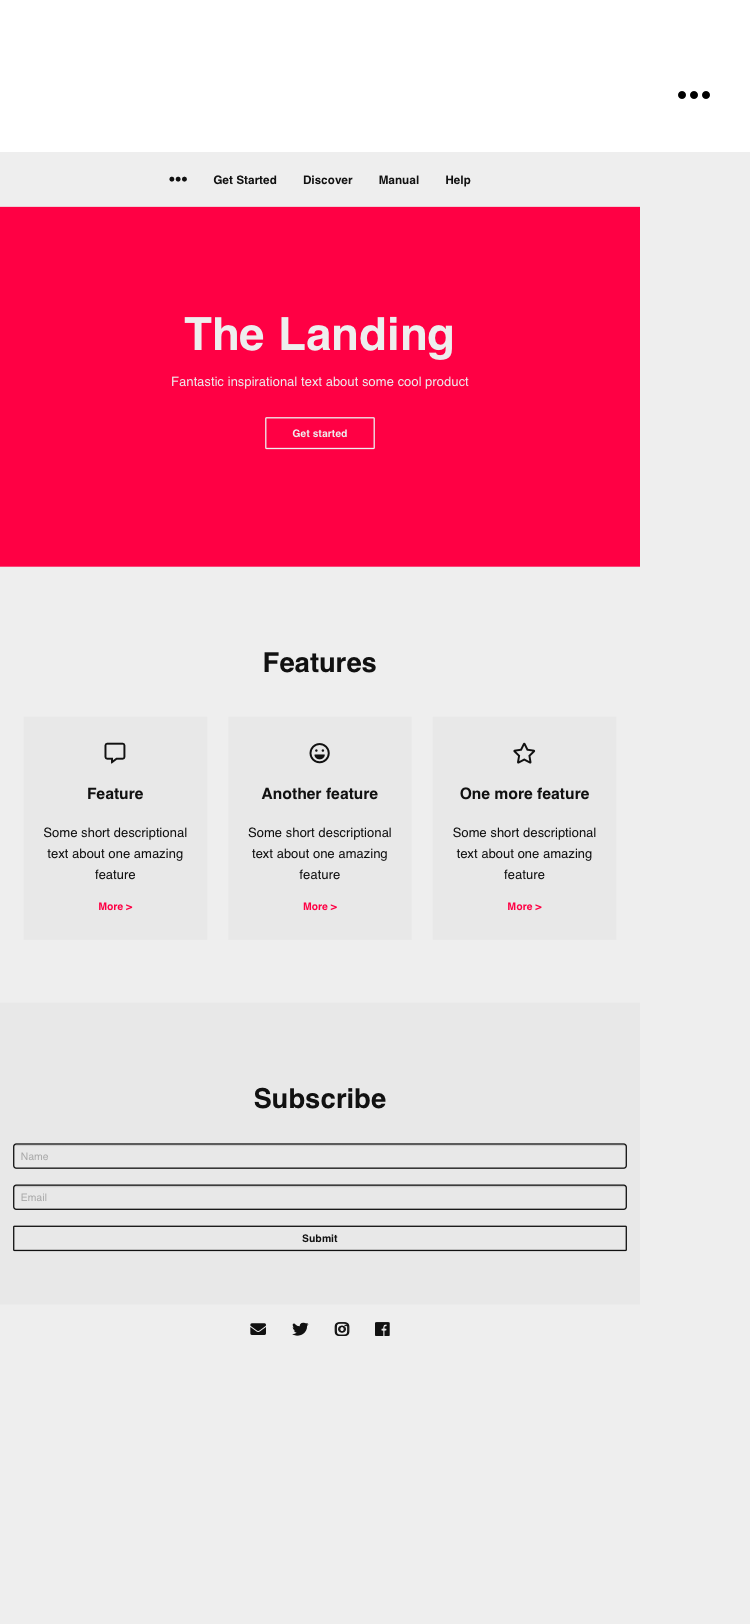 Get Started Discover Manual Help
The Landing
Fantastic inspirational text about some cool product
Get started
Features
Feature
Some short descriptional
text about one amazing
feature
More >
Another feature
Some short descriptional
text about one amazing
feature
More >
One more feature
Some short descriptional
text about one amazing
feature
More >
Subscribe
Name
Email
Submit